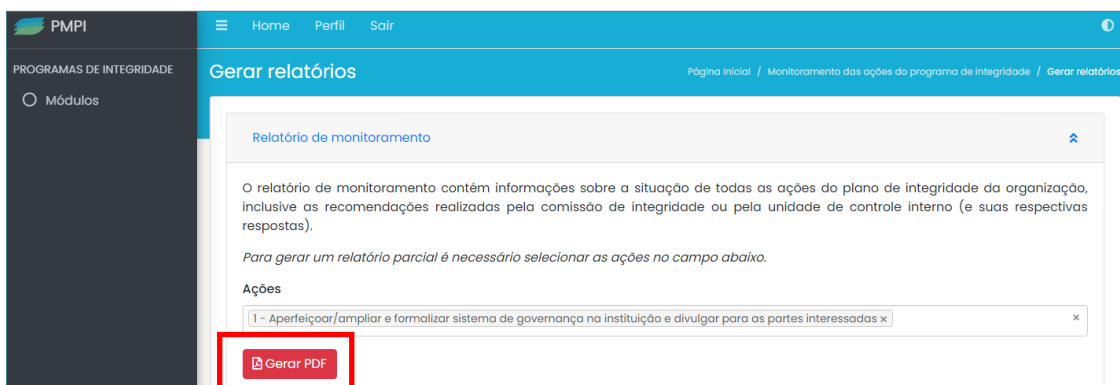 PMPI
Home Perfil Sair
PROGRAMAS DE INTEGRIDADE
Módulos
Gerar relatórios
Página Inicial / Monitoramento das ações do programa de integridade / Gerar relatórios
Relatório de monitoramento
O relatório de monitoramento contém informações sobre a situação de todas as ações do plano de integridade da organização,
inclusive as recomendações realizadas pela comissão de integridade ou pela unidade de controle interno (e suas respectivas
respostas).
Para gerar um relatório parcial é necessário selecionar as ações no campo abaixo.
Ações
1 - Aperfeiçoar/ampliar e formalizar sistema de governança na instituição e divulgar para as partes interessadas × ×
Gerar PDF